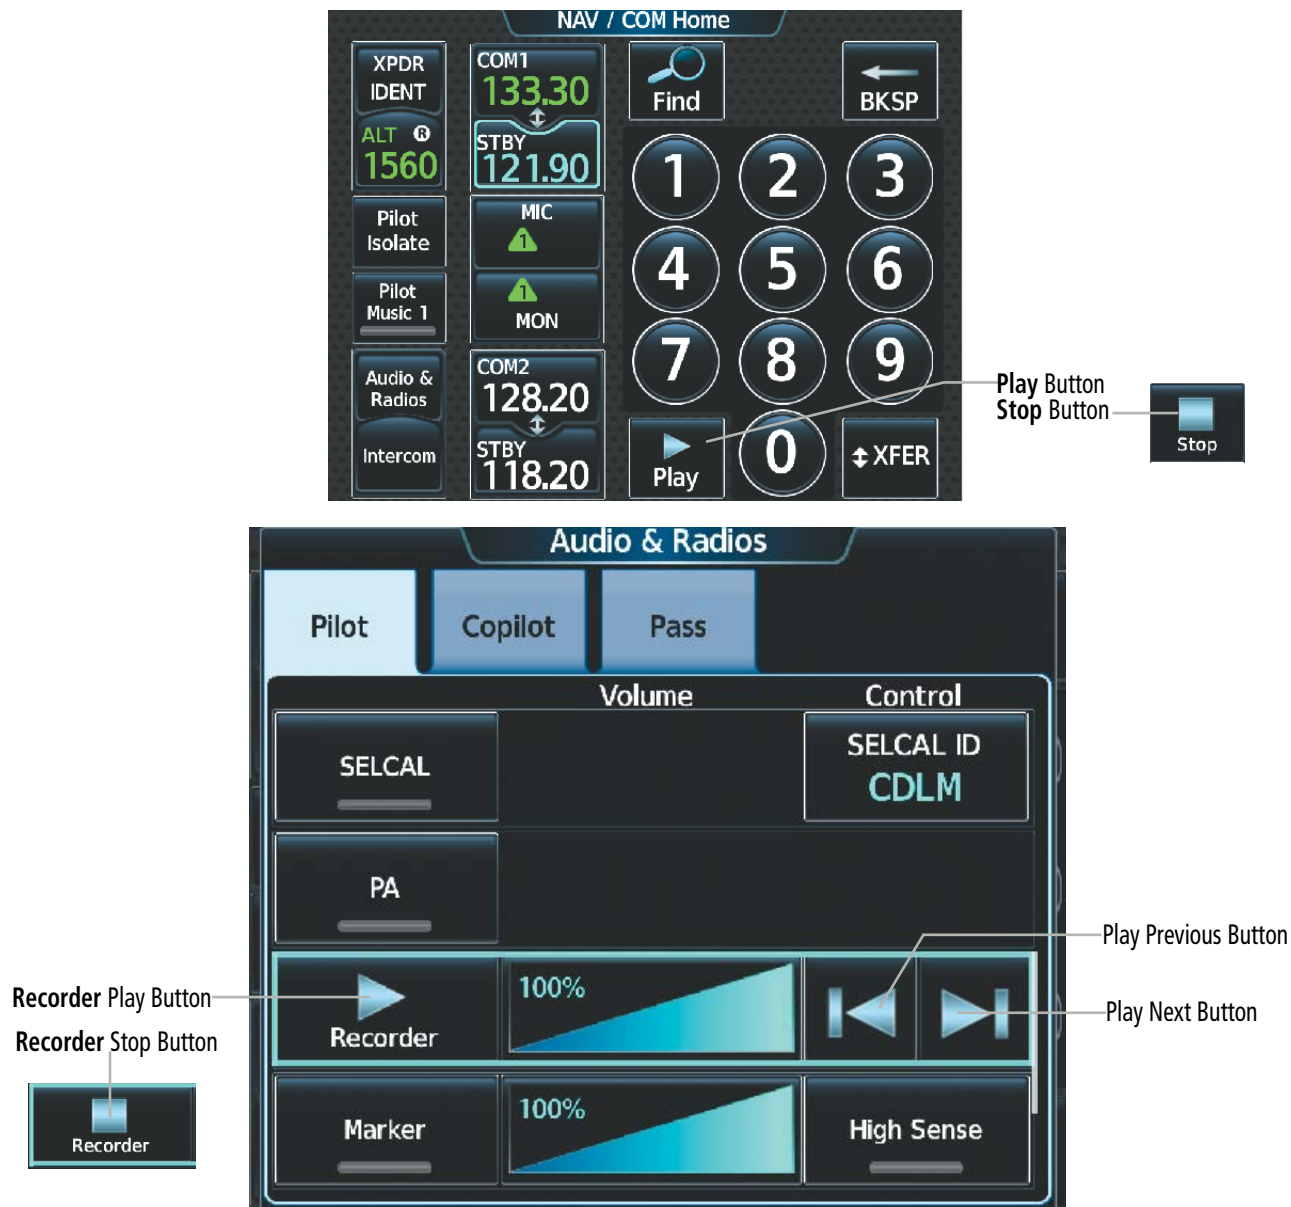 NAV / COM Home
XPDR
IDENT
ALT R
1560
COM1
133.30
STBY
121.90
Find
BKSP
1 2 3
Pilot
Isolate
MIC
1
4 5 6
Pilot
Music 1
1
MON
7 8 9
Audio &
Radios
COM2
128.20
Intercom
STBY
118.20
Play
0
XFER
Play Button
Stop Button
Stop
Audio & Radios
Pilot Copilot Pass
Volume Control
SELCAL
SELCAL ID
CDLM
PA
Play Previous Button
Recorder Play Button
Recorder
100%
Play Next Button
Recorder Stop Button
Recorder
Marker
100%
High Sense